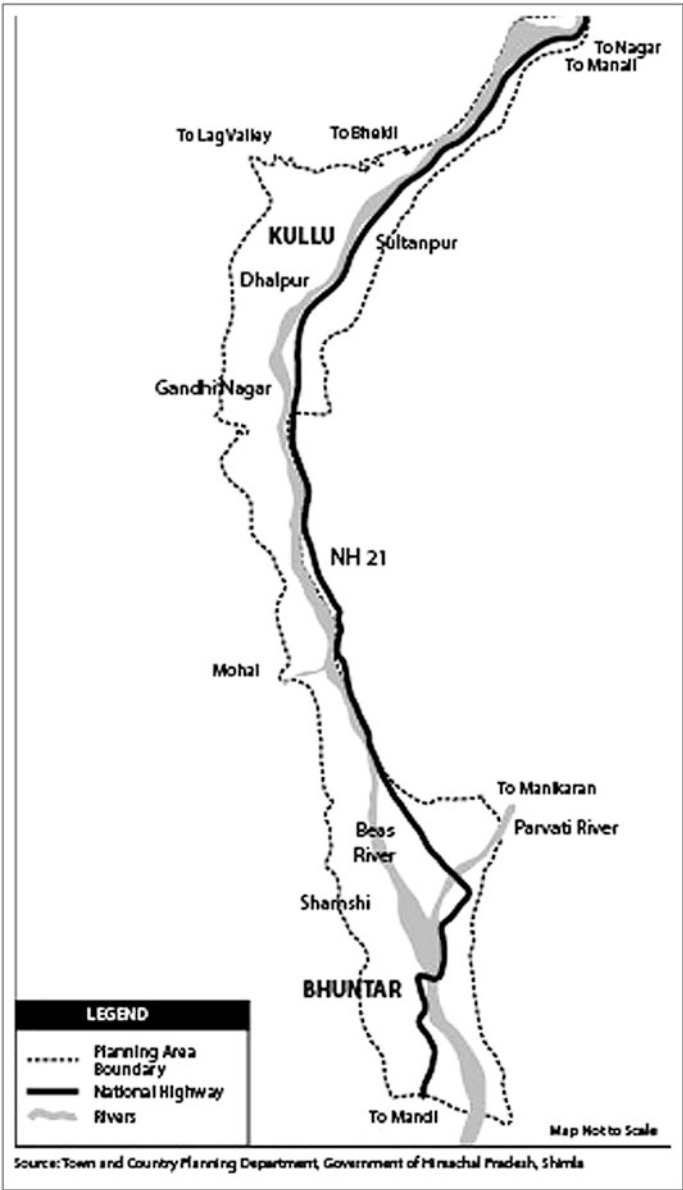 To Nagar
To Manali
To Lag Valley
To Bhekli
KULLU
Sultanpur
Dhalpur
Gandhi Nagar
NH 21
Mohal
To Manikaran
Parvati River
Beas
River
Shamshi
BHUNTAR
LEGEND
Planning Area
Boundary
National Highway
Rivers
To Mandi
Map Not to Scale
Source: Town and Country Planning Department, Government of Himachal Pradesh, Shimla